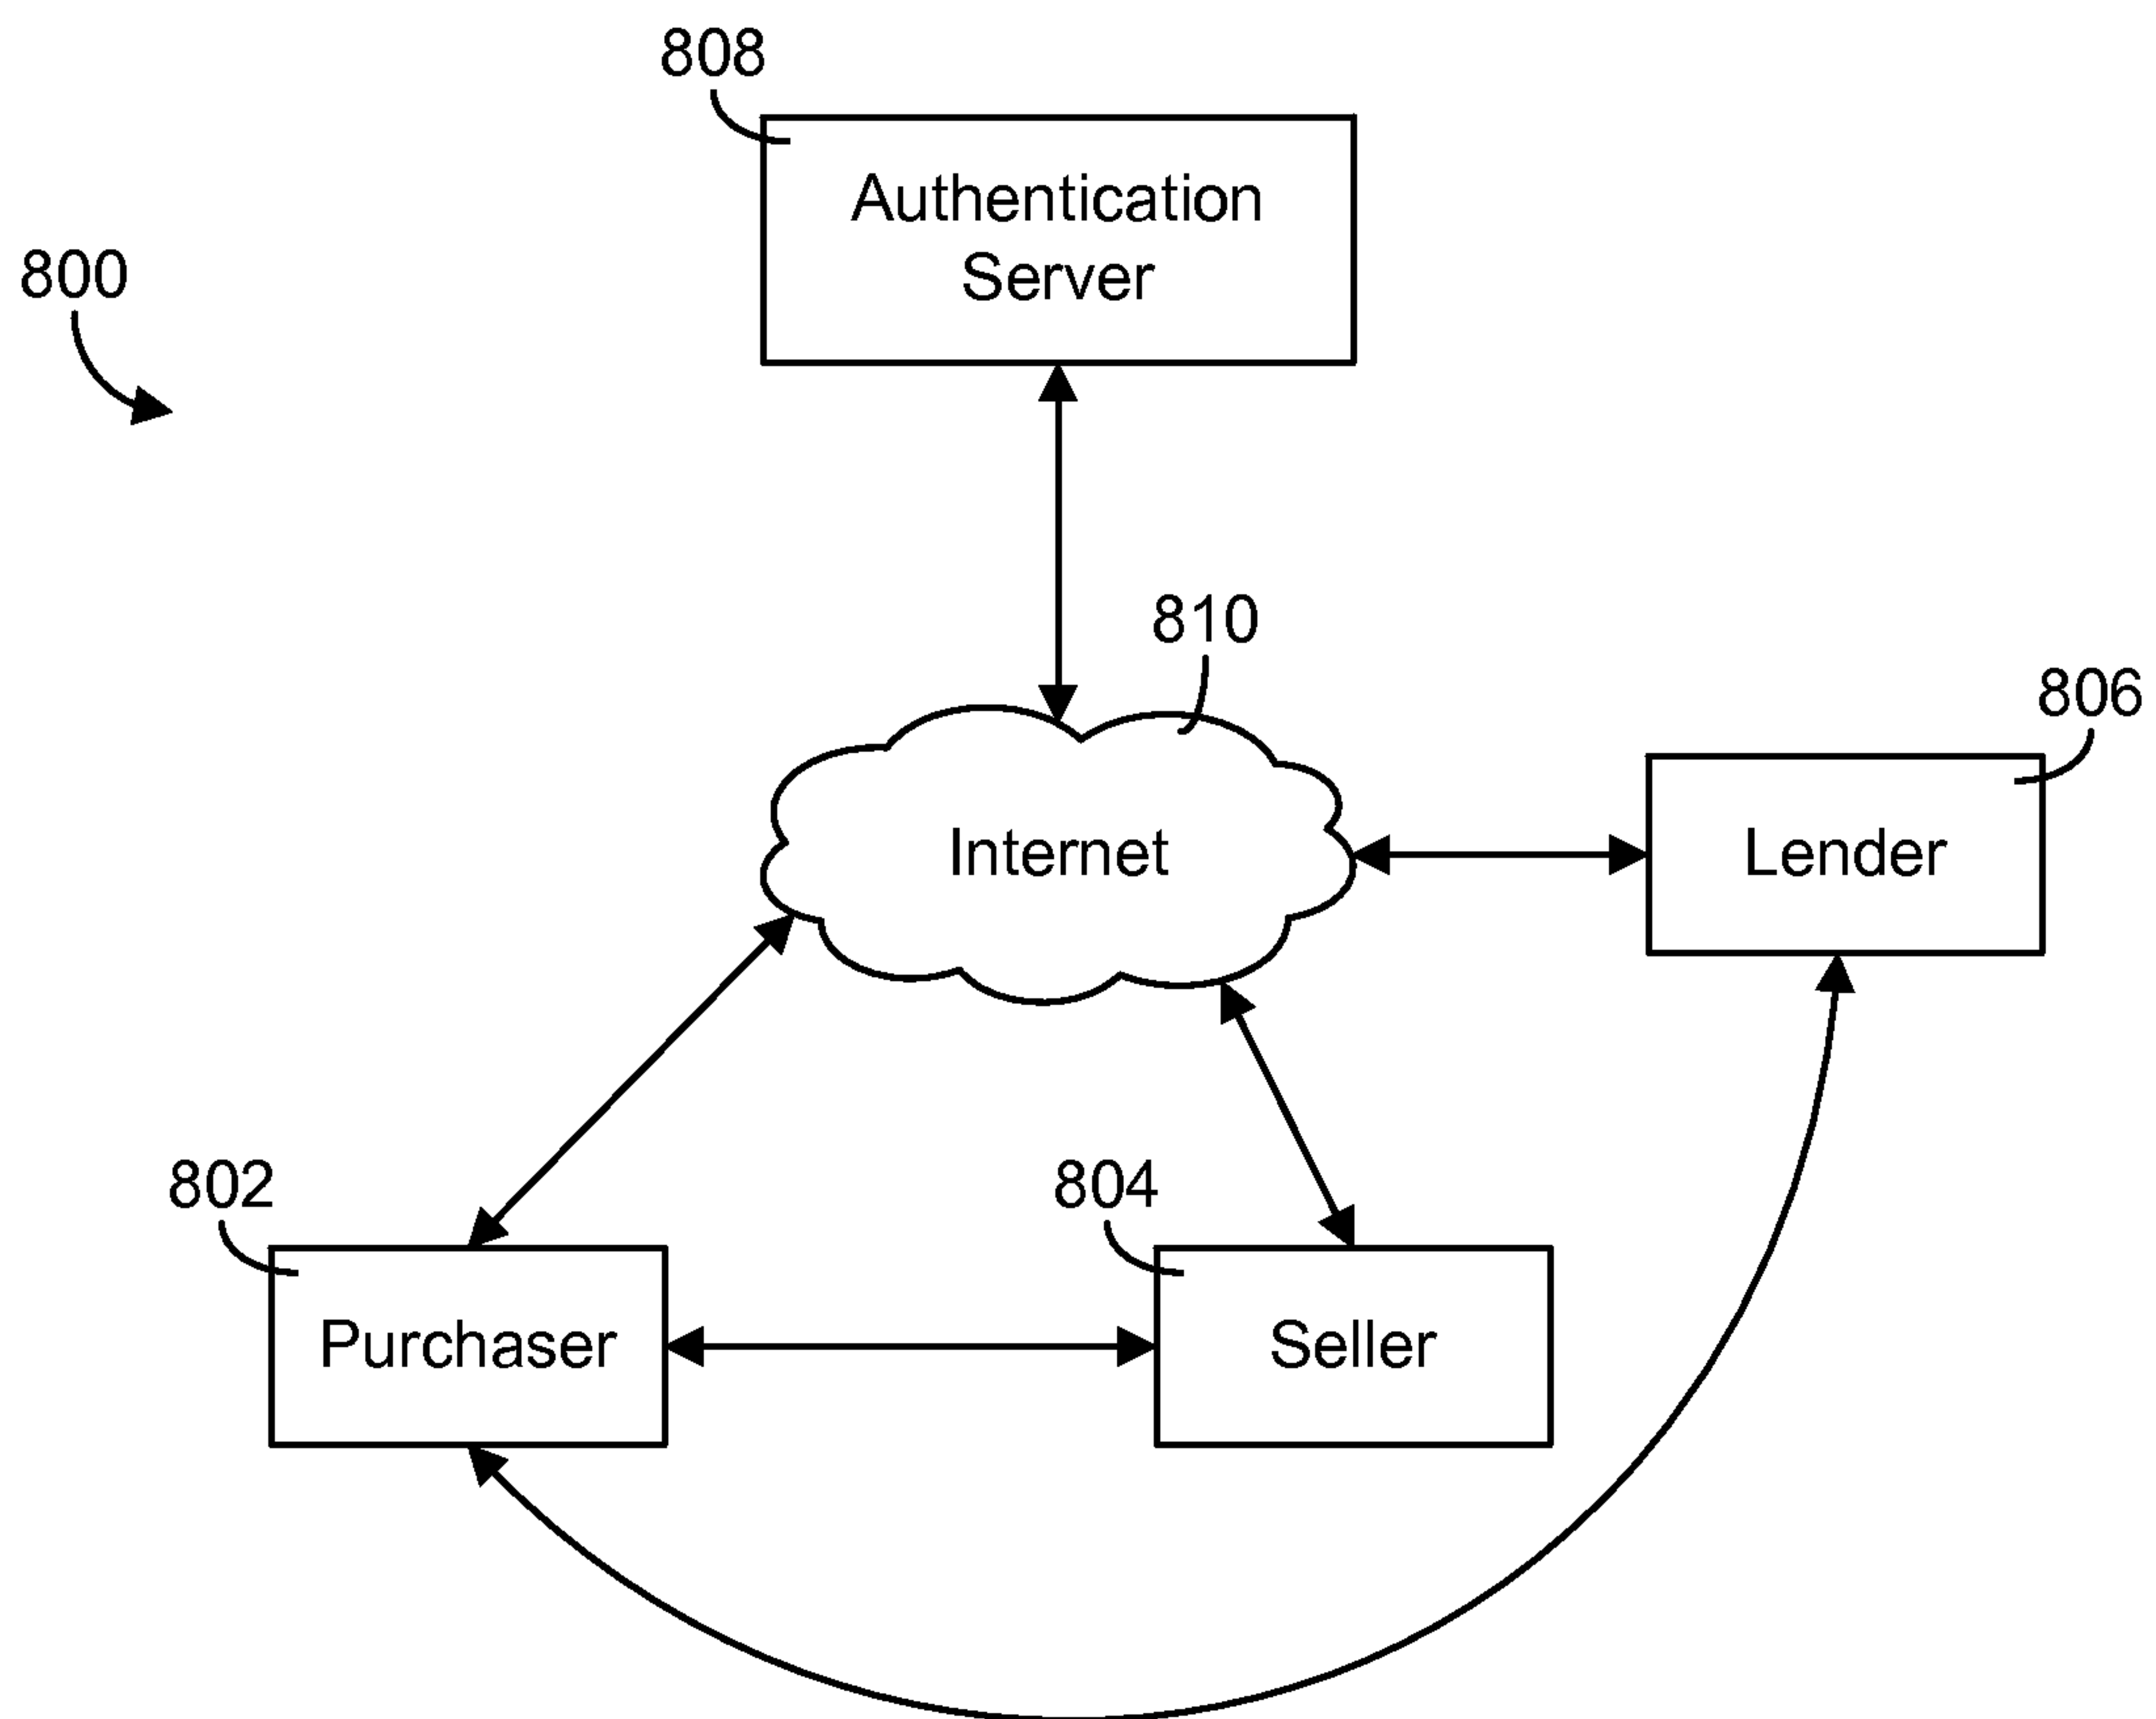 808
Authentication
Server
800
810
806
Internet
Lender
802
804
Purchaser
Seller